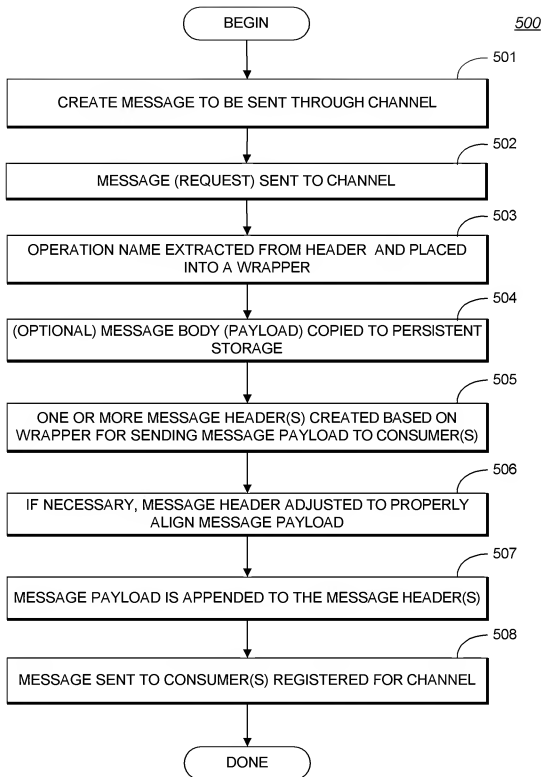 BEGIN
500
501
CREATE MESSAGE TO BE SENT THROUGH CHANNEL
502
MESSAGE (REQUEST) SENT TO CHANNEL
503
OPERATION NAME EXTRACTED FROM HEADER AND PLACED
INTO A WRAPPER
504
(OPTIONAL) MESSAGE BODY (PAYLOAD) COPIED TO PERSISTENT
STORAGE
505
ONE OR MORE MESSAGE HEADER(S) CREATED BASED ON
WRAPPER FOR SENDING MESSAGE PAYLOAD TO CONSUMER(S)
506
IF NECESSARY, MESSAGE HEADER ADJUSTED TO PROPERLY
ALIGN MESSAGE PAYLOAD
507
MESSAGE PAYLOAD IS APPENDED TO THE MESSAGE HEADER(S)
508
MESSAGE SENT TO CONSUMER(S) REGISTERED FOR CHANNEL
DONE